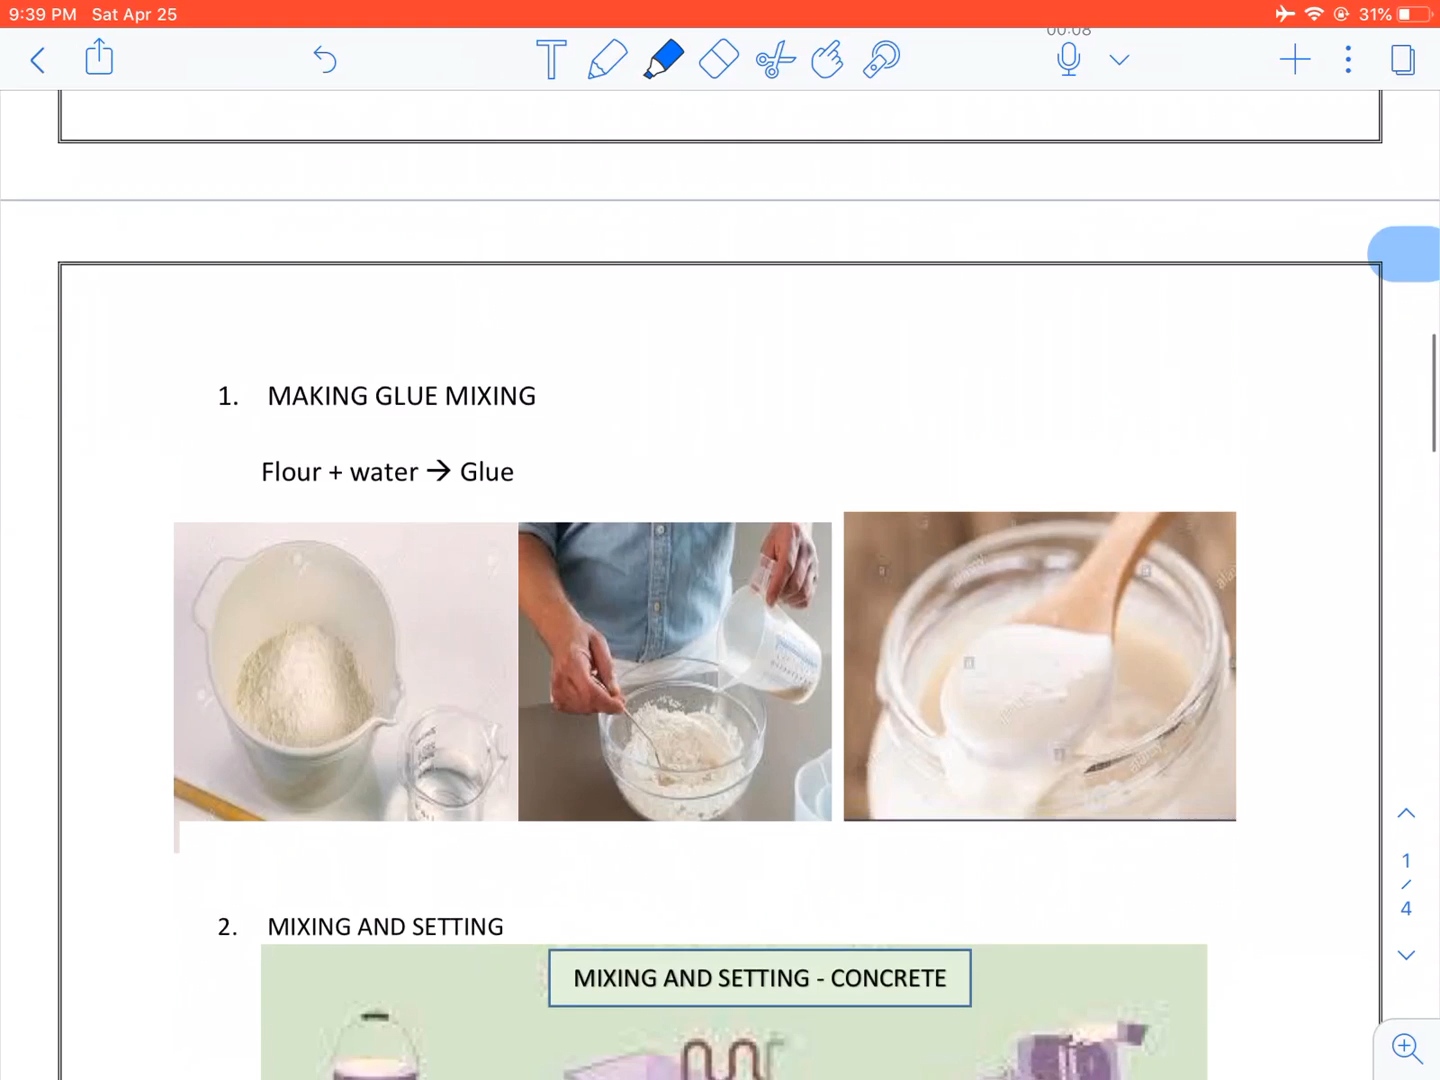 9:39 PM Sat Apr 25
31%
00:08
1. MAKING GLUE MIXING
Flour + water → Glue
2. MIXING AND SETTING
MIXING AND SETTING - CONCRETE
1
/
4